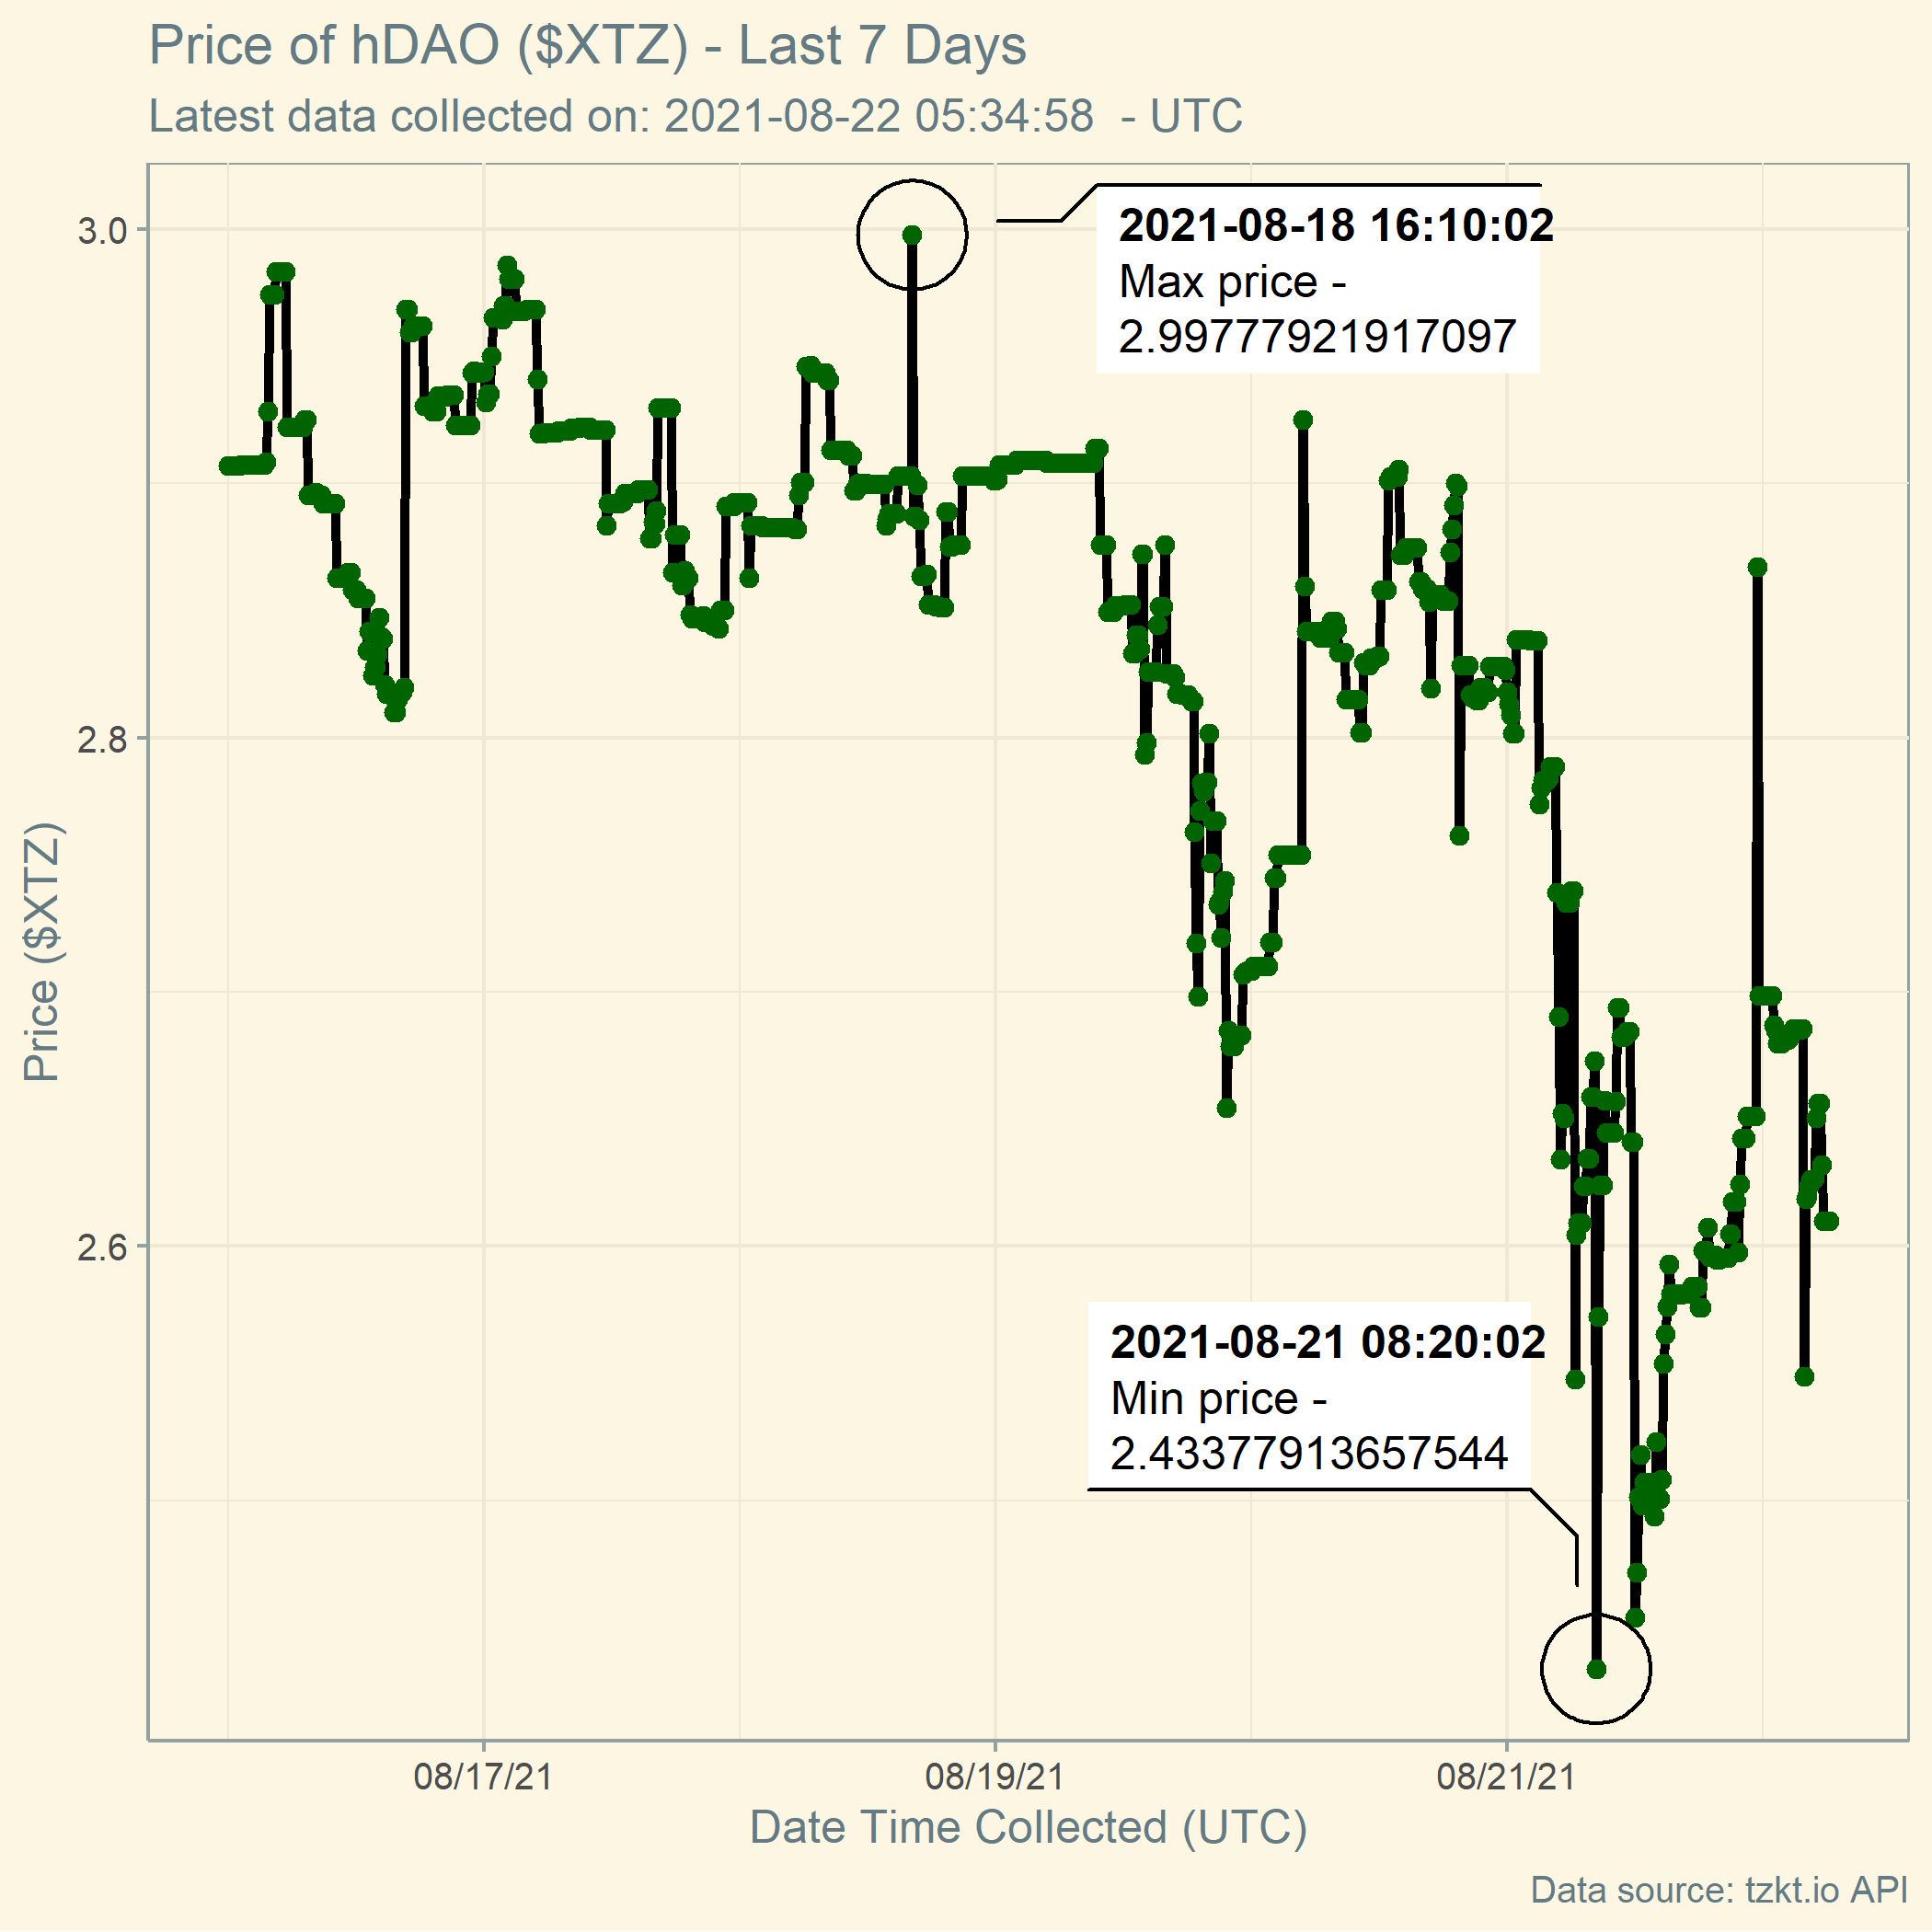 Price of hDAO ($XTZ) - Last 7 Days
Latest data collected on: 2021-08-22 05:34:58  - UTC
2021-08-18 16:10:02
Max price -
2.99777921917097
3.0
2.8
2.6
Price ($XTZ)
2021-08-21 08:20:02
Min price -
2.43377913657544
08/17/21
08/19/21
08/21/21
Date Time Collected (UTC)
Data source: tzkt.io API